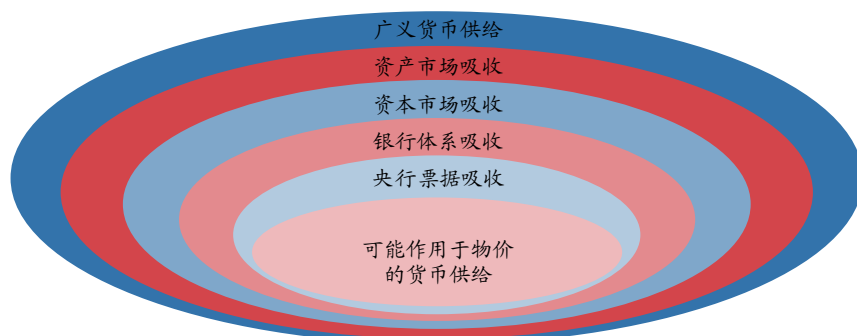 广义货币供给
资产市场吸收
资本市场吸收
银行体系吸收
央行票据吸收
可能作用于物价
的货币供给